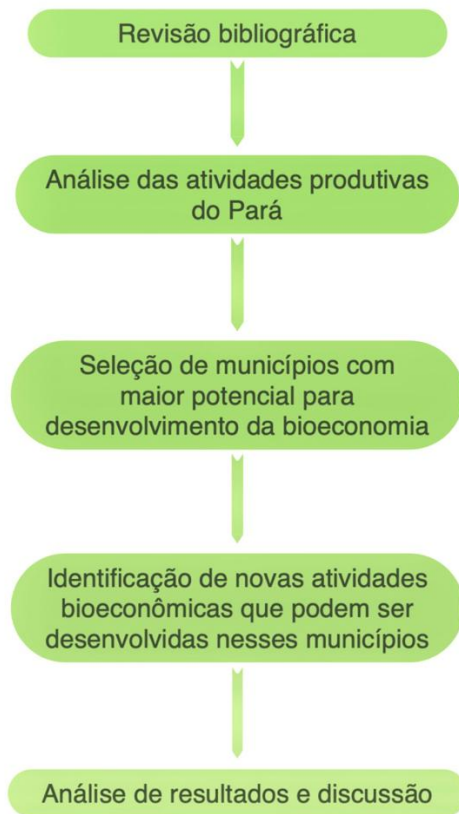 Revisão bibliográfica
Análise das atividades produtivas
do Pará
Seleção de municípios com
maior potencial para
desenvolvimento da bioeconomia
Identificação de novas atividades
bioeconômicas que podem ser
desenvolvidas nesses municípios
Análise de resultados e discussão